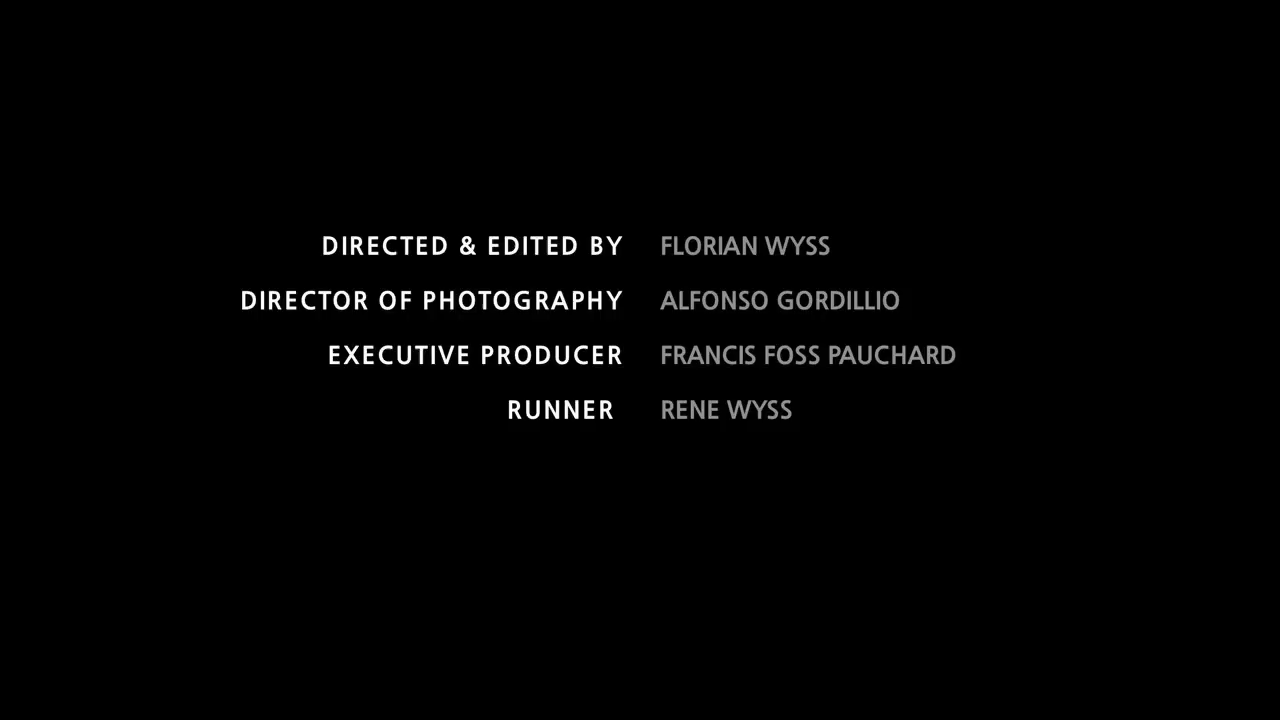 DIRECTED & EDITED BY FLORIAN WYSS
DIRECTOR OF PHOTOGRAPHY ALFONSO GORDILLIO
EXECUTIVE PRODUCER FRANCIS FOSS PAUCHARD
RUNNER RENE WYSS